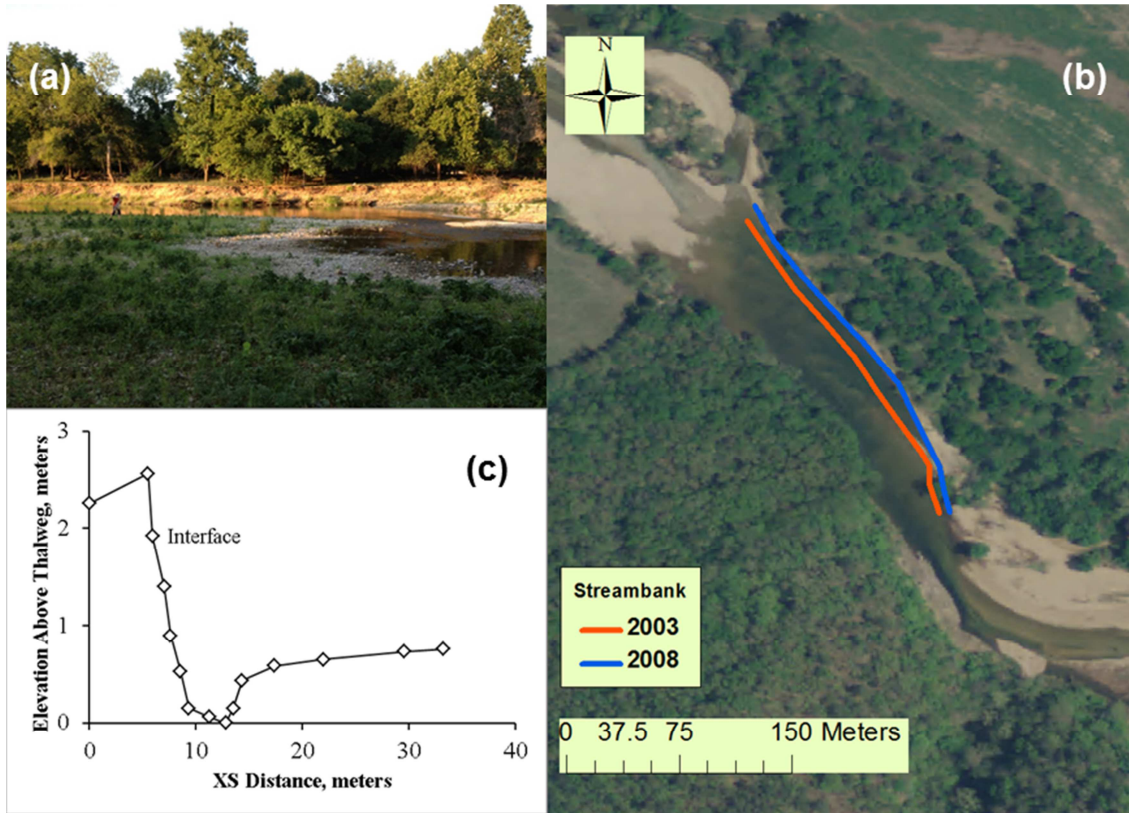 (a)
(b)
N
Streambank
2003
2008
0 37.5 75 150 Meters
(c)
Elevation Above Thalweg, meters
3
2
1
0
Interface
0 10 20 30 40
XS Distance, meters